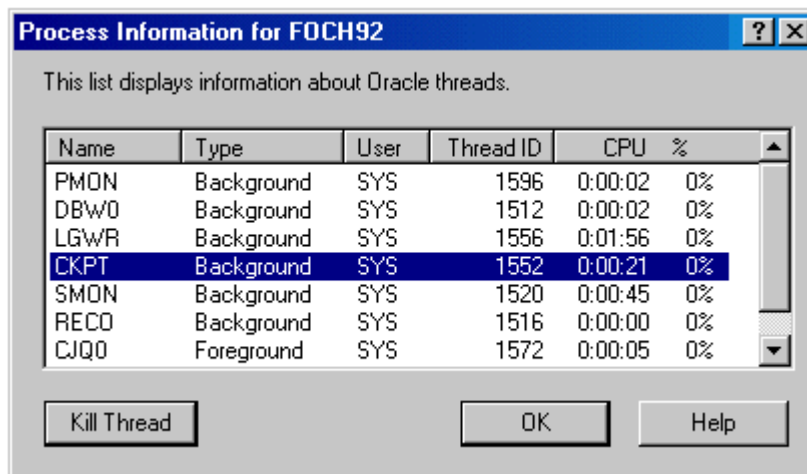 Process Information for FOCH92 ? ×
This list displays information about Oracle threads.
Name Type User Thread ID CPU %
PMON Background SYS 1596 0:00:02 0%
DBW0 Background SYS 1512 0:00:02 0%
LGWR Background SYS 1556 0:01:56 0%
CKPT Background SYS 1552 0:00:21 0%
SMON Background SYS 1520 0:00:45 0%
RECO Background SYS 1516 0:00:00 0%
CJQ0 Foreground SYS 1572 0:00:05 0%
Kill Thread OK Help